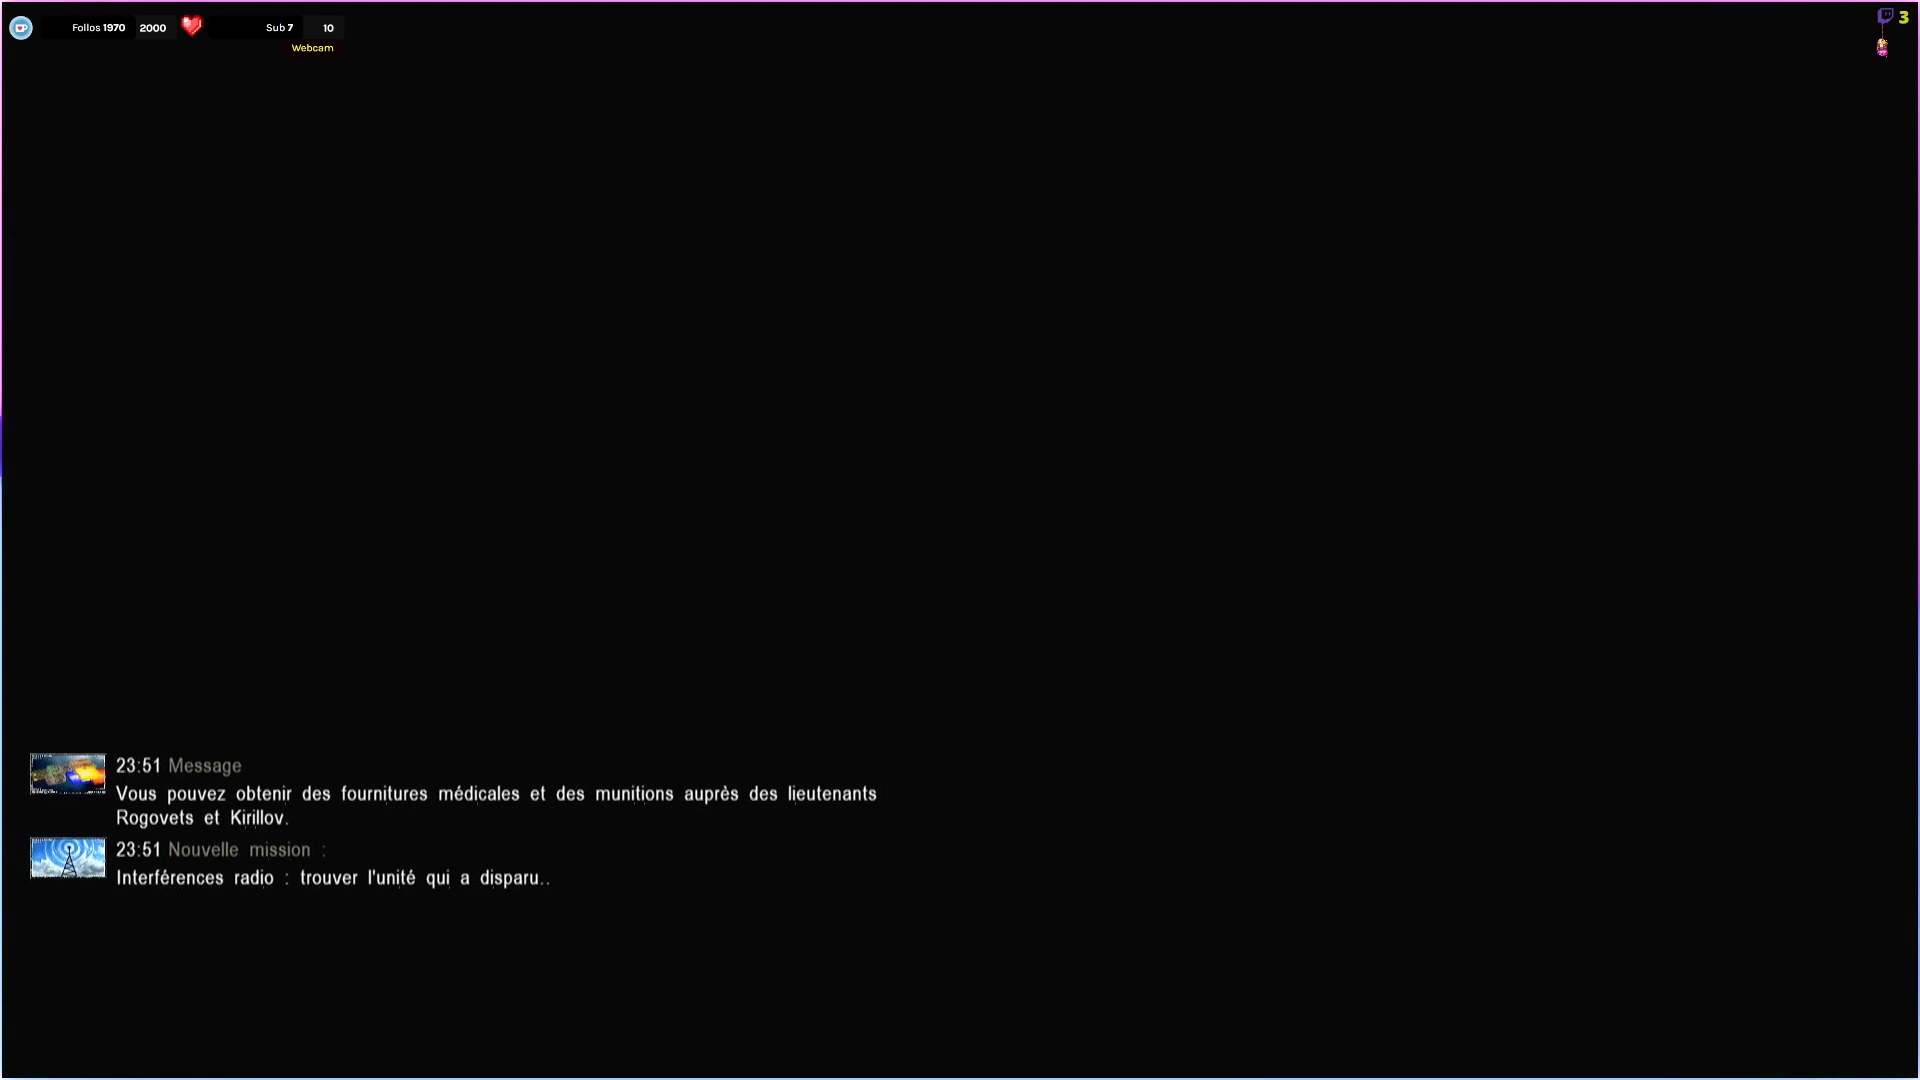 Follos 1970 2000 Sub 7 10 3
Webcam
23:51 Message
Vous pouvez obtenir des fournitures médicales et des munitions auprès des lieutenants
Rogovets et Kirillov.
23:51 Nouvelle mission :
Interférences radio : trouver l'unité qui a disparu..